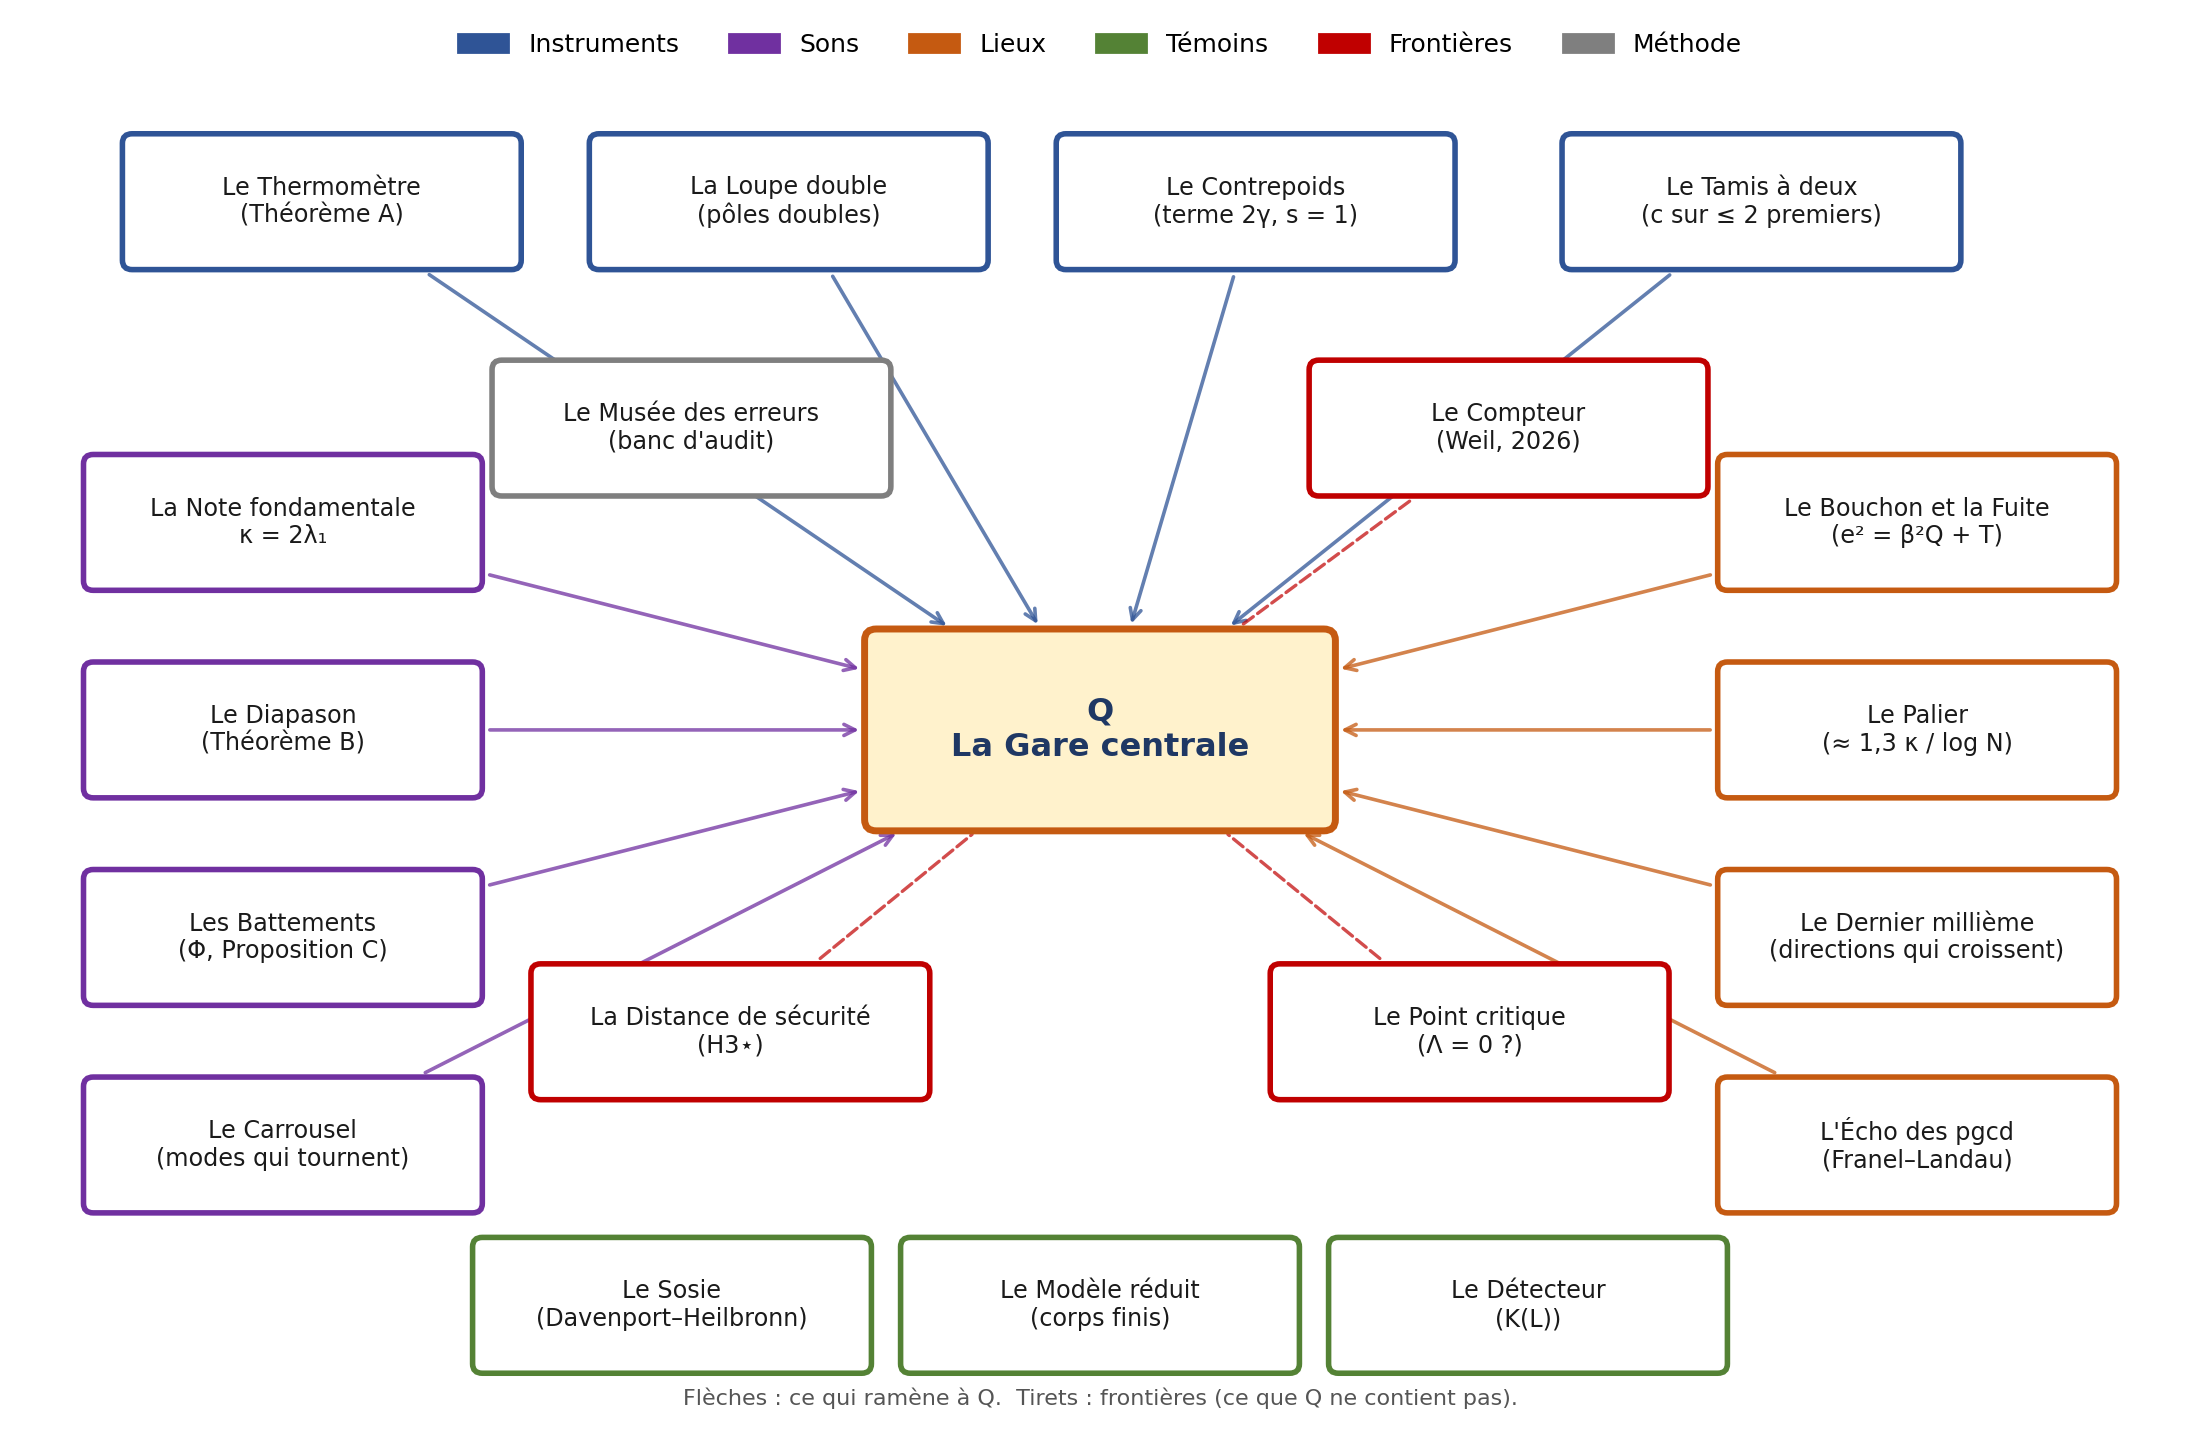 Instruments
Sons
Lieux
Témoins
Frontières
Méthode
Le Thermomètre
(Théorème A)
La Loupe double
(pôles doubles)
Le Contrepoids
(terme 2γ, s = 1)
Le Tamis à deux
(c sur ≤ 2 premiers)
Le Musée des erreurs
(banc d'audit)
Le Compteur
(Weil, 2026)
La Note fondamentale
κ = 2λ₁
Le Bouchon et la Fuite
(e² = β²Q + T)
Q
La Gare centrale
Le Diapason
(Théorème B)
Le Palier
(≈ 1,3 κ / log N)
Les Battements
(Φ, Proposition C)
Le Dernier millième
(directions qui croissent)
La Distance de sécurité
(H3⋆)
Le Point critique
(Λ = 0 ?)
Le Carrousel
(modes qui tournent)
L'Écho des pgcd
(Franel–Landau)
Le Sosie
(Davenport–Heilbronn)
Le Modèle réduit
(corps finis)
Le Détecteur
(K(L))
Flèches : ce qui ramène à Q.  Tirets : frontières (ce que Q ne contient pas).